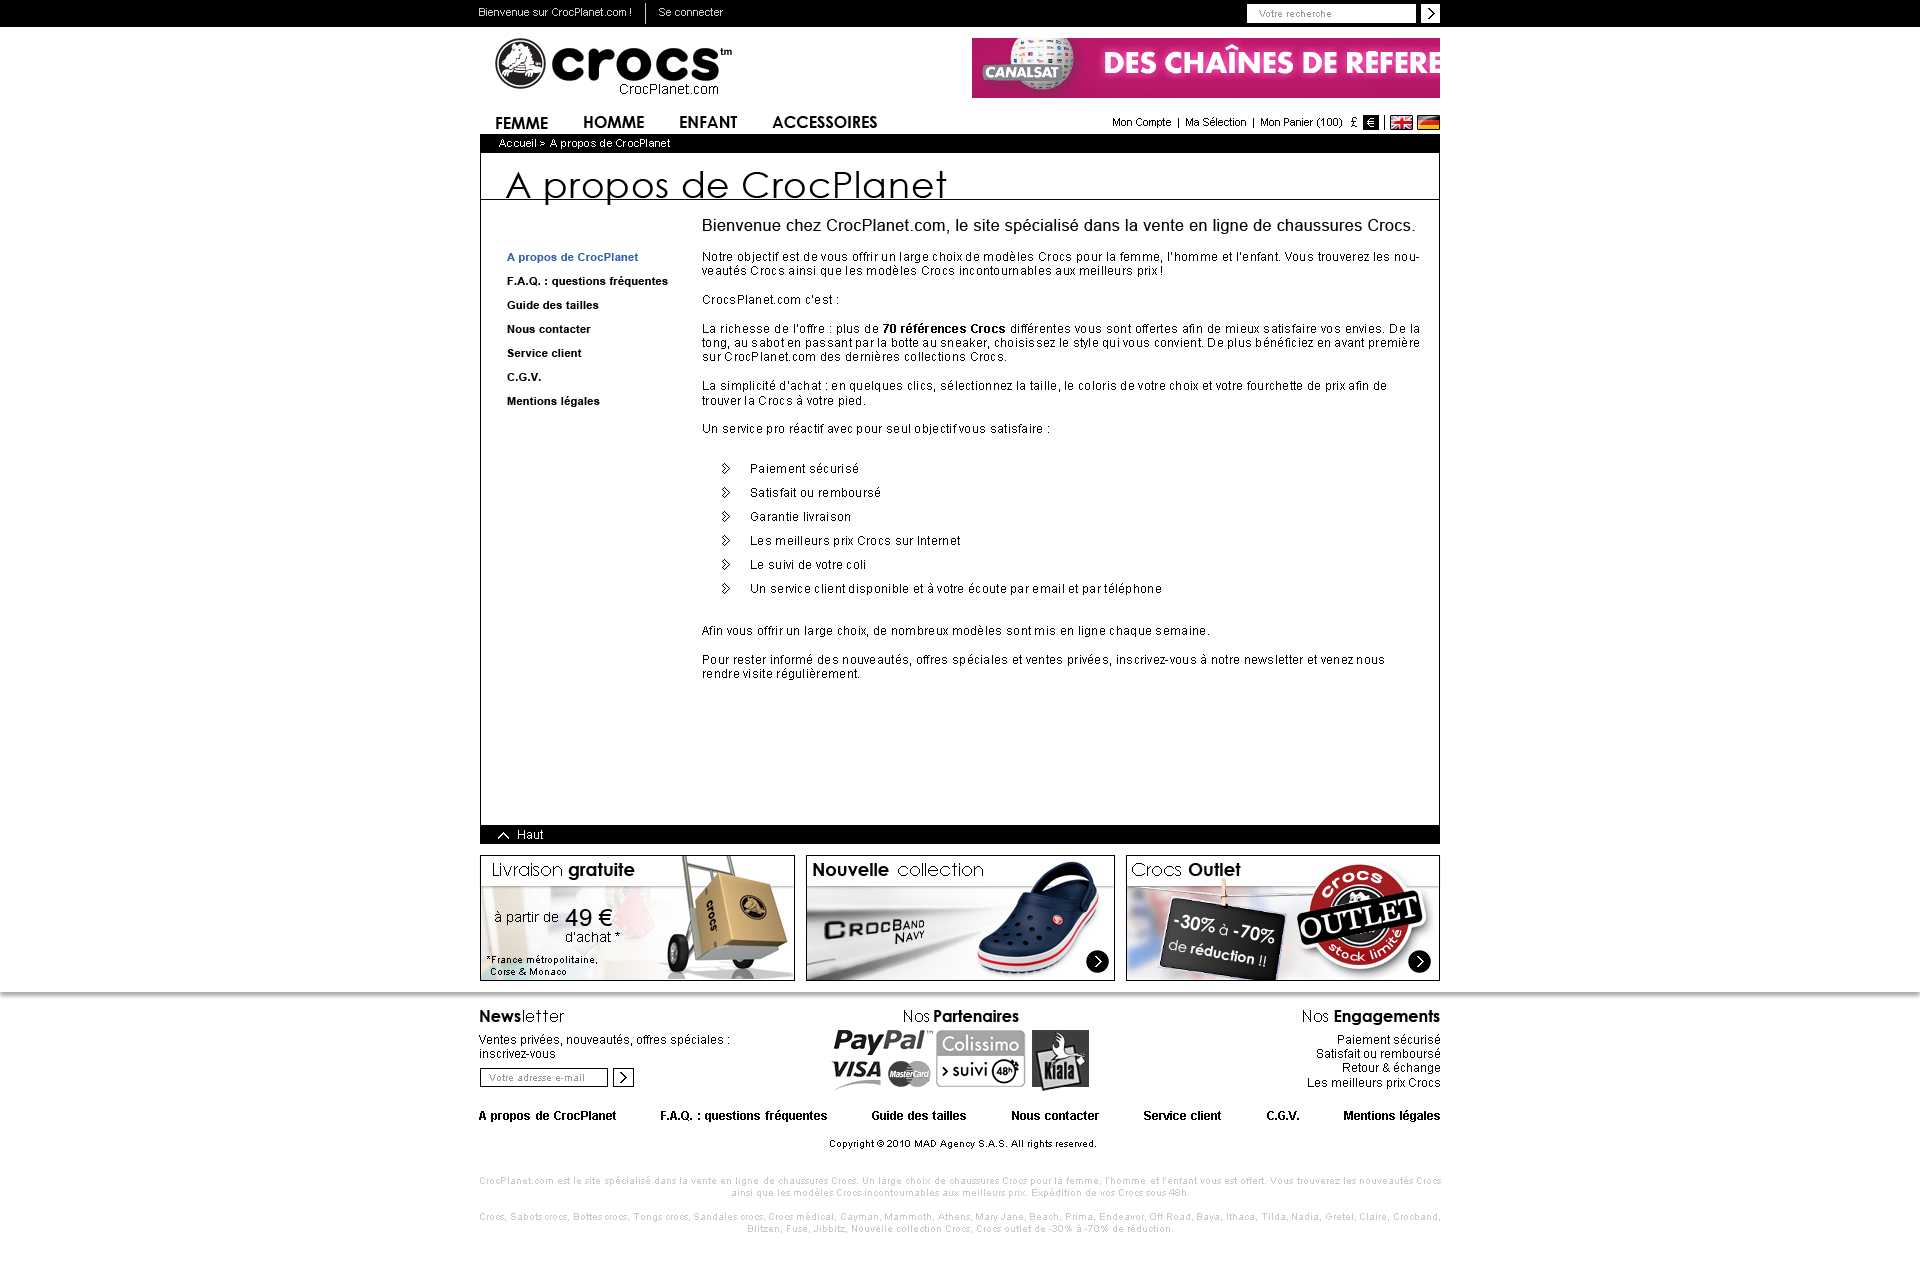 Bienvenue sur CrocPlanet.com ! Se connecter Votre recherche
crocs™
CrocPlanet.com
CANALSAT DES CHAÎNES DE RÉFÉRE
FEMME HOMME ENFANT ACCESSOIRES Mon Compte | Ma Sélection | Mon Panier (100) £ € |
Accueil > A propos de CrocPlanet
A propos de CrocPlanet
Bienvenue chez CrocPlanet.com, le site spécialisé dans la vente en ligne de chaussures Crocs.
A propos de CrocPlanet
F.A.Q. : questions fréquentes
Guide des tailles
Nous contacter
Service client
C.G.V.
Mentions légales
Notre objectif est de vous offrir un large choix de modèles Crocs pour la femme, l'homme et l'enfant. Vous trouverez les nou-
veautés Crocs ainsi que les modèles Crocs incontournables aux meilleurs prix !
CrocsPlanet.com c'est :
La richesse de l'offre : plus de 70 références Crocs différentes vous sont offertes afin de mieux satisfaire vos envies. De la
tong, au sabot en passant par la botte au sneaker, choisissez le style qui vous convient. De plus bénéficiez en avant première
sur CrocPlanet.com des dernières collections Crocs.
La simplicité d'achat : en quelques clics, sélectionnez la taille, le coloris de votre choix et votre fourchette de prix afin de
trouver la Crocs à votre pied.
Un service pro réactif avec pour seul objectif vous satisfaire :
Paiement sécurisé
Satisfait ou remboursé
Garantie livraison
Les meilleurs prix Crocs sur Internet
Le suivi de votre coli
Un service client disponible et à votre écoute par email et par téléphone
Afin vous offrir un large choix, de nombreux modèles sont mis en ligne chaque semaine.
Pour rester informé des nouveautés, offres spéciales et ventes privées, inscrivez-vous à notre newsletter et venez nous
rendre visite régulièrement.
Haut
Livraison gratuite
à partir de 49 €
d'achat *
*France métropolitaine,
Corse & Monaco
crocs
Nouvelle collection
CROCBAND
NAVY
Crocs Outlet
-30% à -70%
de réduction !!
crocs
OUTLET
stock limité
Newsletter
Ventes privées, nouveautés, offres spéciales :
inscrivez-vous
Votre adresse e-mail
Nos Partenaires
PayPal™ Colissimo
VISA MasterCard suivi 48h Kiala
Nos Engagements
Paiement sécurisé
Satisfait ou remboursé
Retour & échange
Les meilleurs prix Crocs
A propos de CrocPlanet F.A.Q. : questions fréquentes Guide des tailles Nous contacter Service client C.G.V. Mentions légales
Copyright © 2010 MAD Agency S.A.S. All rights reserved.
CrocPlanet.com est le site spécialisé dans la vente en ligne de chaussures Crocs. Un large choix de chaussures Crocs pour la femme, l'homme et l'enfant vous est offert. Vous trouverez les nouveautés Crocs
ainsi que les modèles Crocs incontournables aux meilleurs prix. Expédition de vos Crocs sous 48h.
Crocs, Sabots crocs, Bottes crocs, Tongs crocs, Sandales crocs, Crocs médical, Cayman, Mammoth, Athens, Mary Jane, Beach, Prima, Endeavor, Off Road, Baya, Ithaca, Tilda, Nadia, Gretel, Claire, Crocband,
Blitzen, Fuse, Jibbitz, Nouvelle collection Crocs, Crocs outlet de -30% à -70% de réduction.